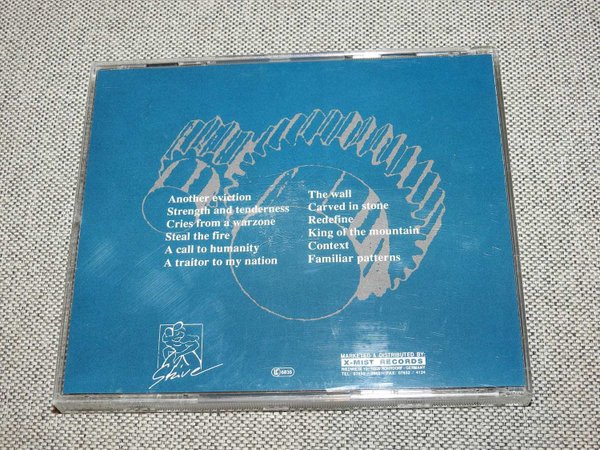 Another eviction
Strength and tenderness
Cries from a warzone
Steal the fire
A call to humanity
A traitor to my nation
The wall
Carved in stone
Redefine
King of the mountain
Context
Familiar patterns
Strive
MARKETED & DISTRIBUTED BY:
X-MIST RECORDS